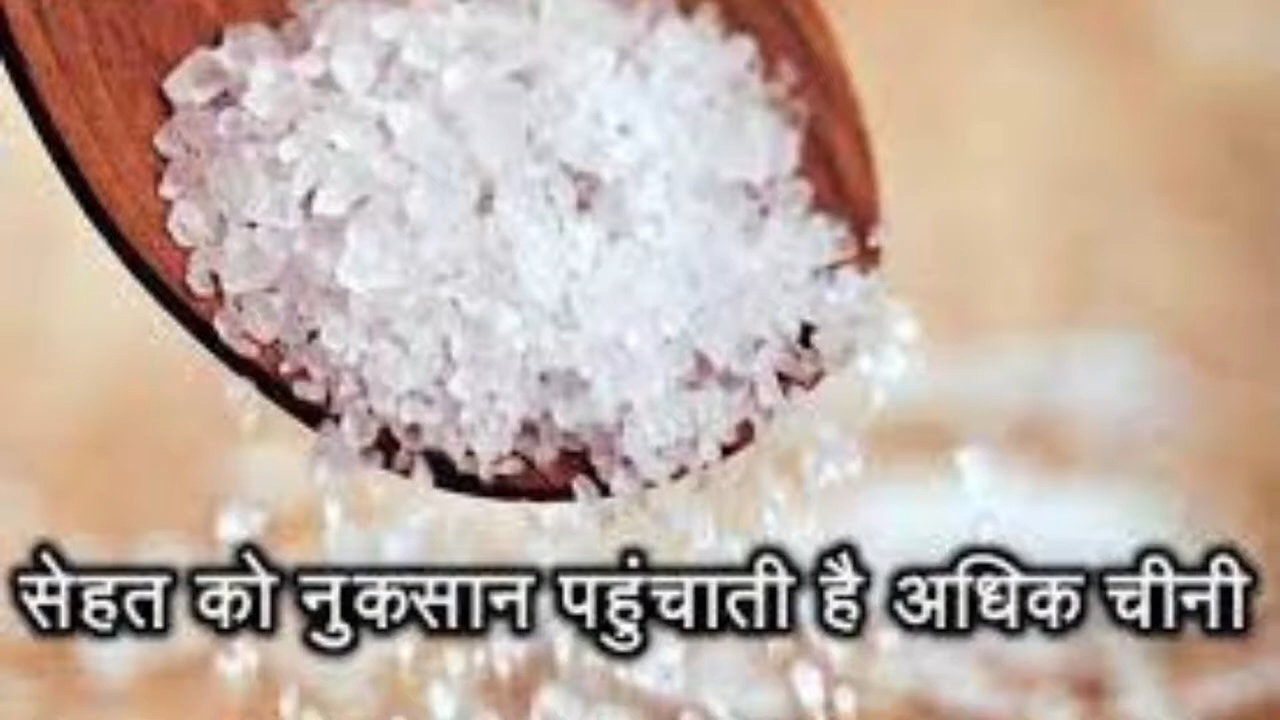 सेहत को नुकसान पहुंचाती है अधिक चीनी